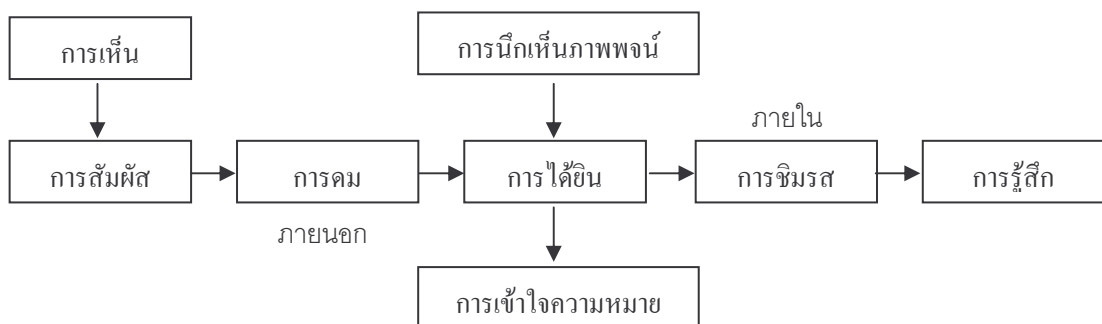 การเห็น
การนึกเห็นภาพพจน์
ภายใน
การสัมผัส
การดม
การได้ยิน
การชิมรส
การรู้สึก
ภายนอก
การเข้าใจความหมาย